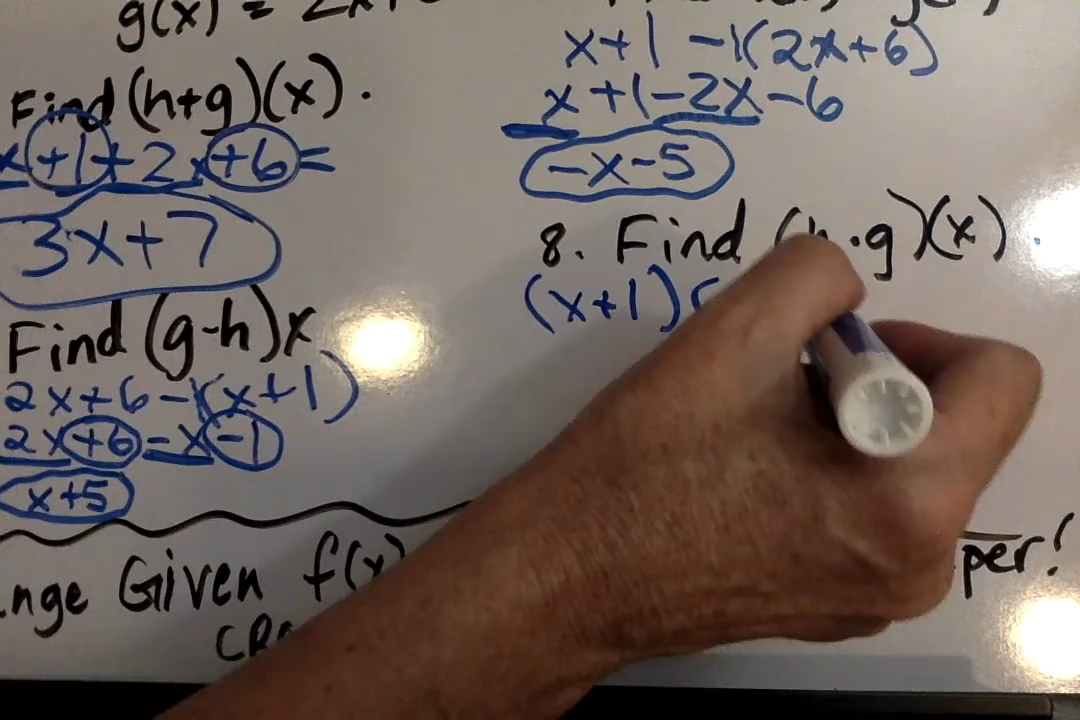 g(x) = 2x+6
Find (h+g)(x).
x+1+2x+6=
3x+7
Find (g-h)x
2x+6-1(x+1)
2x+6-x-1
x+5
x+1-1(2x+6)
x+1-2x-6
-x-5
8. Find (h·g)(x).
(x+1)(
Given f(x)